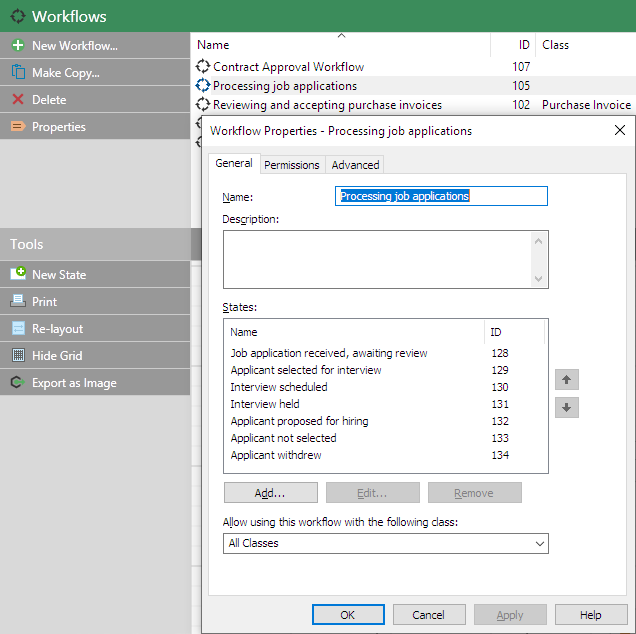 Workflows
New Workflow...
Make Copy...
Delete
Properties
Tools
New State
Print
Re-layout
Hide Grid
Export as Image
Name ID Class
Contract Approval Workflow 107
Processing job applications 105
Reviewing and accepting purchase invoices 102 Purchase Invoice
Workflow Properties - Processing job applications
General Permissions Advanced
Name: Processing job applications
Description:
States:
Name ID
Job application received, awaiting review 128
Applicant selected for interview 129
Interview scheduled 130
Interview held 131
Applicant proposed for hiring 132
Applicant not selected 133
Applicant withdrew 134
Add... Edit... Remove
Allow using this workflow with the following class:
All Classes
OK Cancel Apply Help